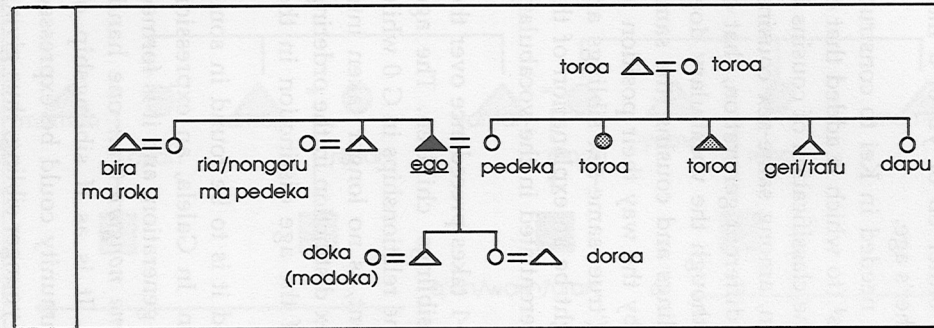 toroa toroa
bira
ma roka
ria/nongoru
ma pedeka
ego
pedeka
toroa
toroa
geri/tafu
dapu
doka
(modoka)
doroa